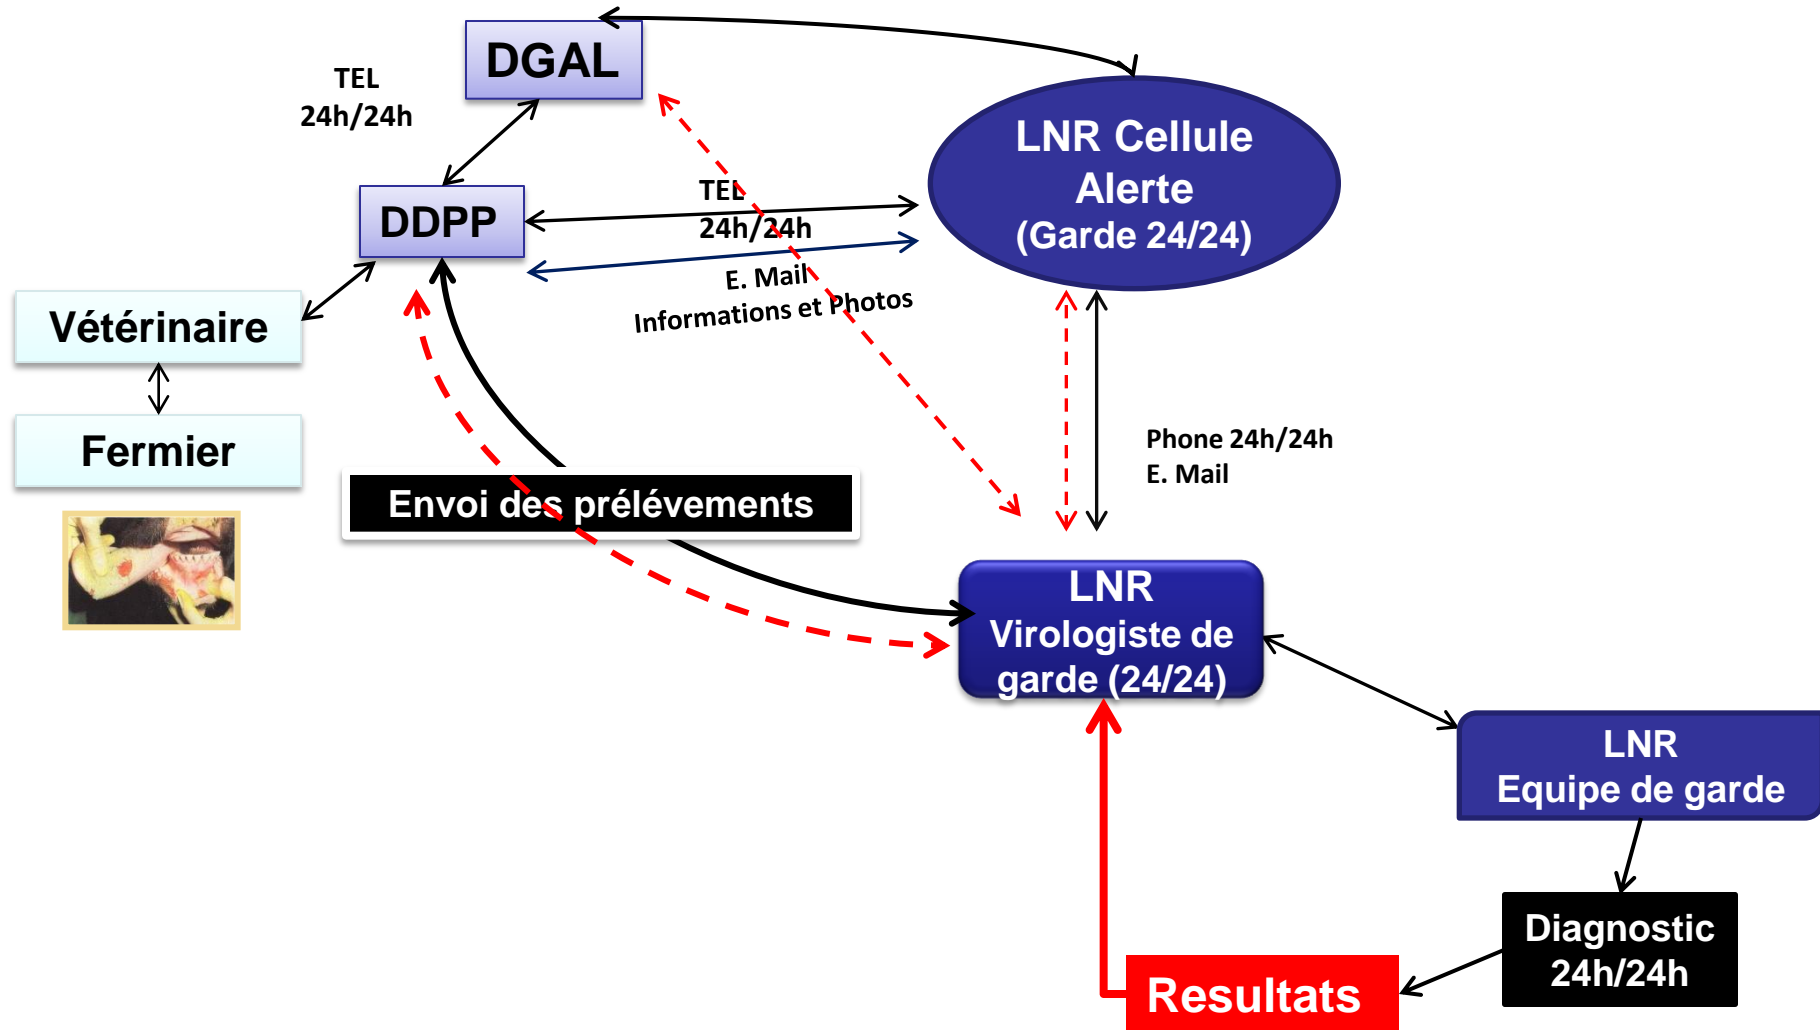 DGAL
TEL
24h/24h
LNR Cellule
Alerte
(Garde 24/24)
DDPP
TEL
24h/24h
E. Mail
Informations et Photos
Vétérinaire
Fermier
Phone 24h/24h
E. Mail
Envoi des prélévements
LNR
Virologiste de
garde (24/24)
LNR
Equipe de garde
Diagnostic
24h/24h
Resultats